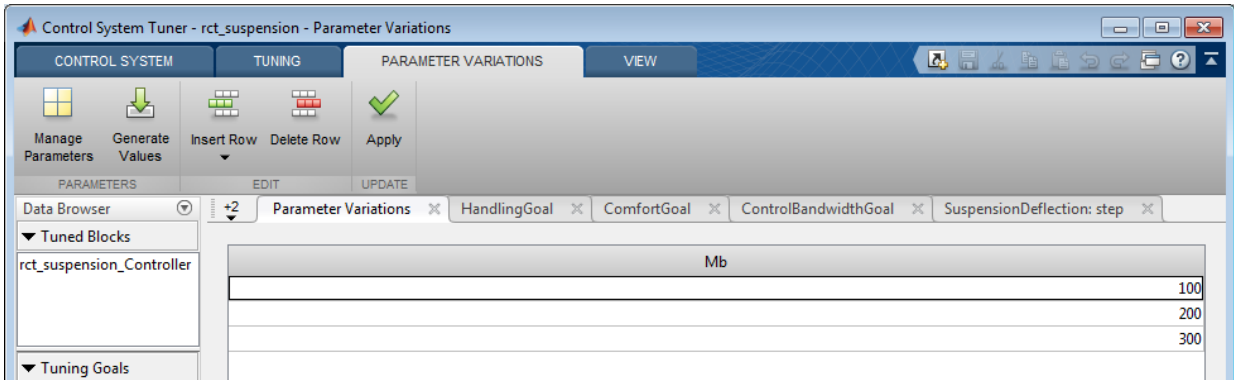 Control System Tuner - rct_suspension - Parameter Variations
CONTROL SYSTEM
TUNING
PARAMETER VARIATIONS
VIEW
Manage Parameters
Generate Values
Insert Row
Delete Row
Apply
PARAMETERS
EDIT
UPDATE
Data Browser
+2
Parameter Variations
HandlingGoal
ComfortGoal
ControlBandwidthGoal
SuspensionDeflection: step
Tuned Blocks
rct_suspension_Controller
Mb
100
200
300
Tuning Goals